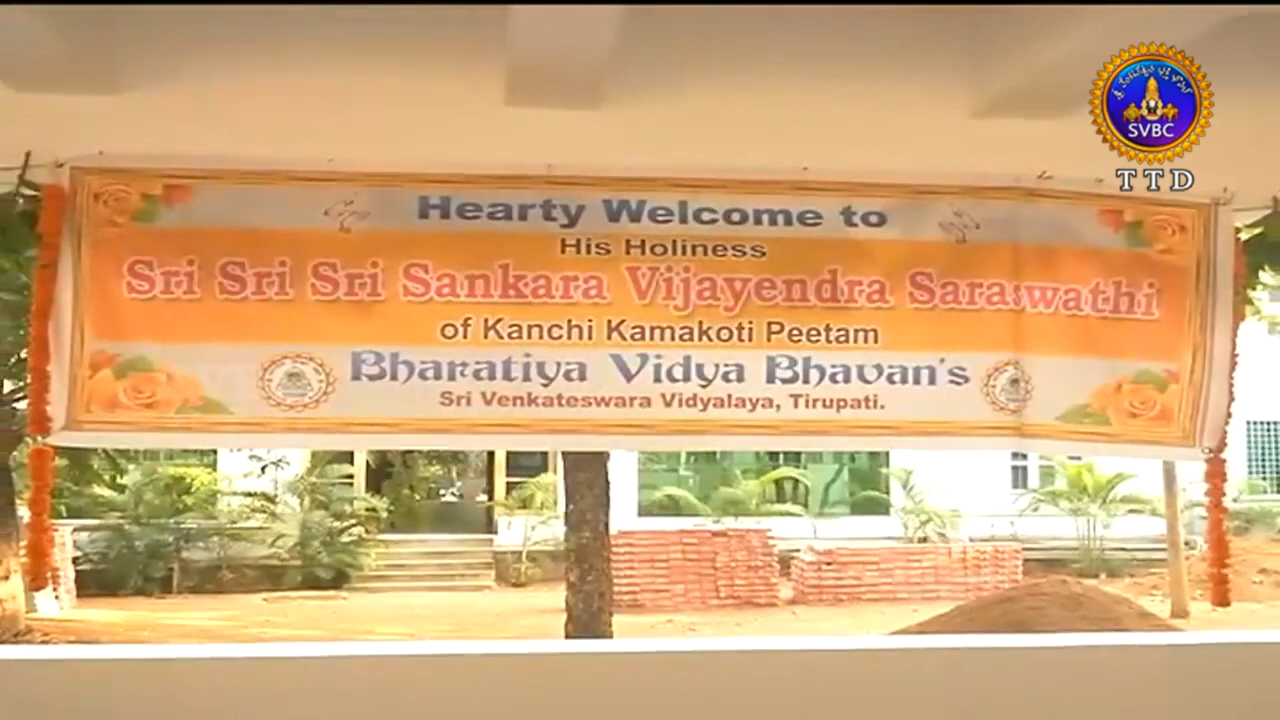 SVBC
TTD
Hearty Welcome to
His Holiness
Sri Sri Sri Sankara Vijayendra Saraswathi
of Kanchi Kamakoti Peetam
Bharatiya Vidya Bhavan's
Sri Venkateswara Vidyalaya, Tirupati.